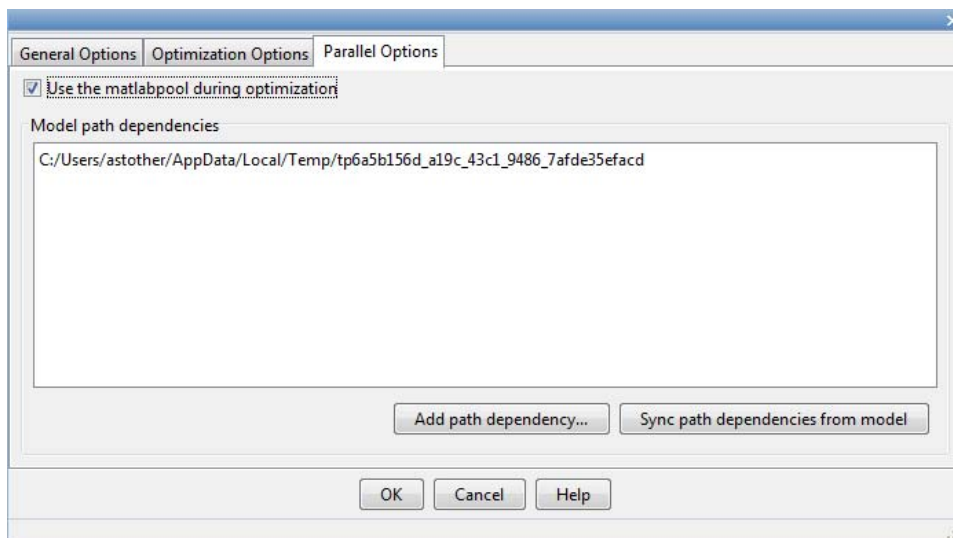 General Options Optimization Options Parallel Options
Use the matlabpool during optimization
Model path dependencies
C:/Users/astother/AppData/Local/Temp/tp6a5b156d_a19c_43c1_9486_7afde35efacd
Add path dependency... Sync path dependencies from model
OK Cancel Help